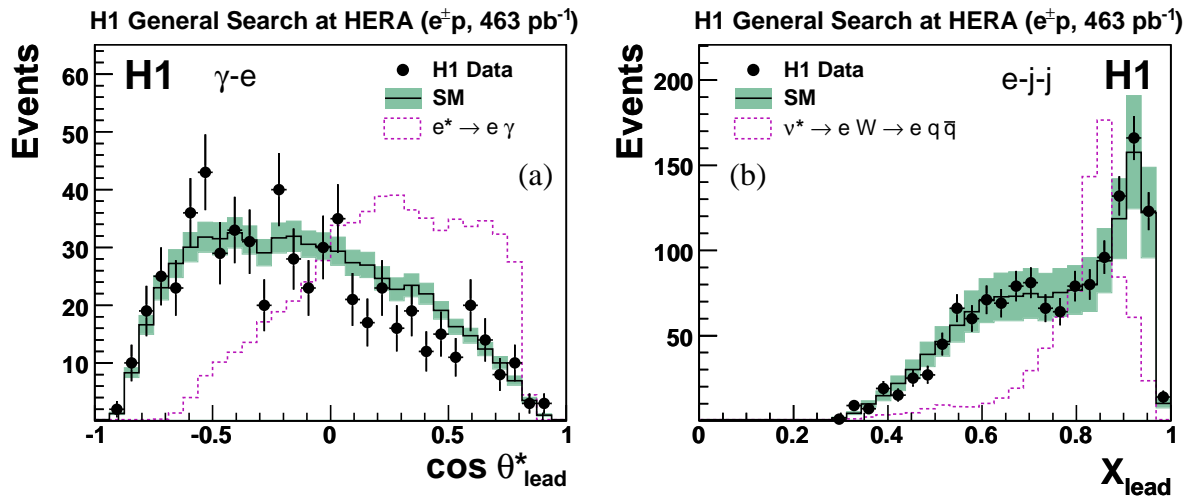 H1 General Search at HERA (e±p, 463 pb⁻¹)
H1 γ-e
H1 Data
SM
e* → e γ
(a)
Events
60
50
40
30
20
10
-1 -0.5 0 0.5 1
cos θ*lead
H1 General Search at HERA (e±p, 463 pb⁻¹)
e-j-j H1
H1 Data
SM
ν* → e W → e q q̅
(b)
Events
200
150
100
50
0 0.2 0.4 0.6 0.8 1
Xlead